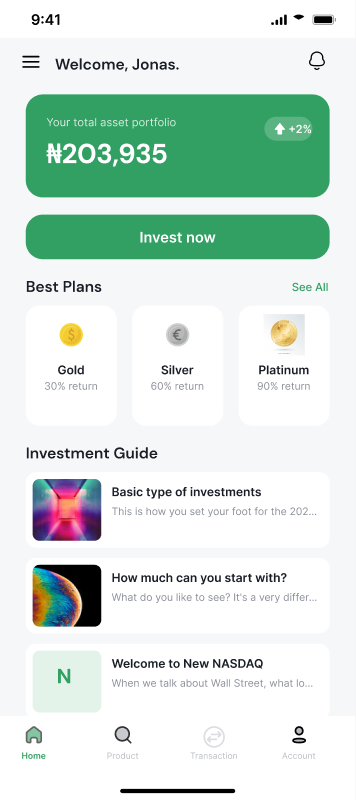 9:41
Welcome, Jonas.
Your total asset portfolio
+2%
₦203,935
Invest now
Best Plans
See All
$
€
Gold
Silver
Platinum
30% return
60% return
90% return
Investment Guide
Basic type of investments
This is how you set your foot for the 202...
How much can you start with?
What do you like to see? It's a very differ...
N
Welcome to New NASDAQ
When we talk about Wall Street, what lo...
Home
Product
Transaction
Account